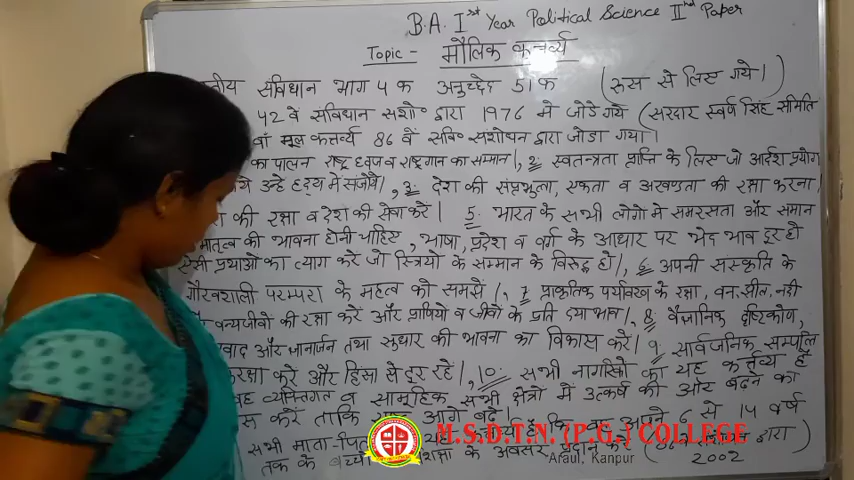 B.A. Ist Year Political Science IInd Paper
Topic - मौलिक कर्त्तव्य
संविधान भाग 4 क अनुच्छेद 51 क (रूस से लिए गये।)
42 वें संविधान संशो० द्वारा 1976 में जोड़े गये (सरदार स्वर्ण सिंह समिति
वां मूल कर्त्तव्य 86 वें संवि० संशोधन द्वारा जोड़ा गया।
का पालन राष्ट्र ध्वज व राष्ट्रगान का सम्मान।, 2. स्वतन्त्रता प्राप्ति के लिए जो आर्दश प्रयोग
उन्हें हृदय में संजोये।, 3. देश की संप्रभुता, एकता व अखण्डता की रक्षा करना।
की रक्षा व देश की सेवा करें। 5. भारत के सभी लोगों में समरसता और समान
की भावना होनी चाहिए, भाषा, प्रदेश व वर्ग के आधार पर भेद भाव दूर हो
ऐसी प्रथाओं का त्याग करें जो स्त्रियों के सम्मान के विरुद्ध हो।, 6. अपनी संस्कृति के
गौरवशाली परम्परा के महत्व को समझें।, 7. प्राकृतिक पर्यावरण के रक्षा, वन, झील, नदी
वन्यजीवों की रक्षा करें और प्राणियों व जीवों के प्रति दया भाव।, 8. वैज्ञानिक दृष्टिकोण,
और ज्ञानार्जन तथा सुधार की भावना का विकास करें। 9. सार्वजनिक सम्पत्ति
रक्षा करें और हिंसा से दूर रहें।, 10. सभी नागरिकों का यह कर्त्तव्य है
व्यक्तिगत व सामूहिक सभी क्षेत्रों में उत्कर्ष की ओर बढ़ने का
करें ताकि आगे बढ़े।
सभी माता-पिता कि वह अपने 6 से 14 वर्ष
तक के बच्चों के अवसर प्रदान करें द्वारा
2002)
M.S.D.T.N. (P.G.) COLLEGE
Afaul, Kanpur